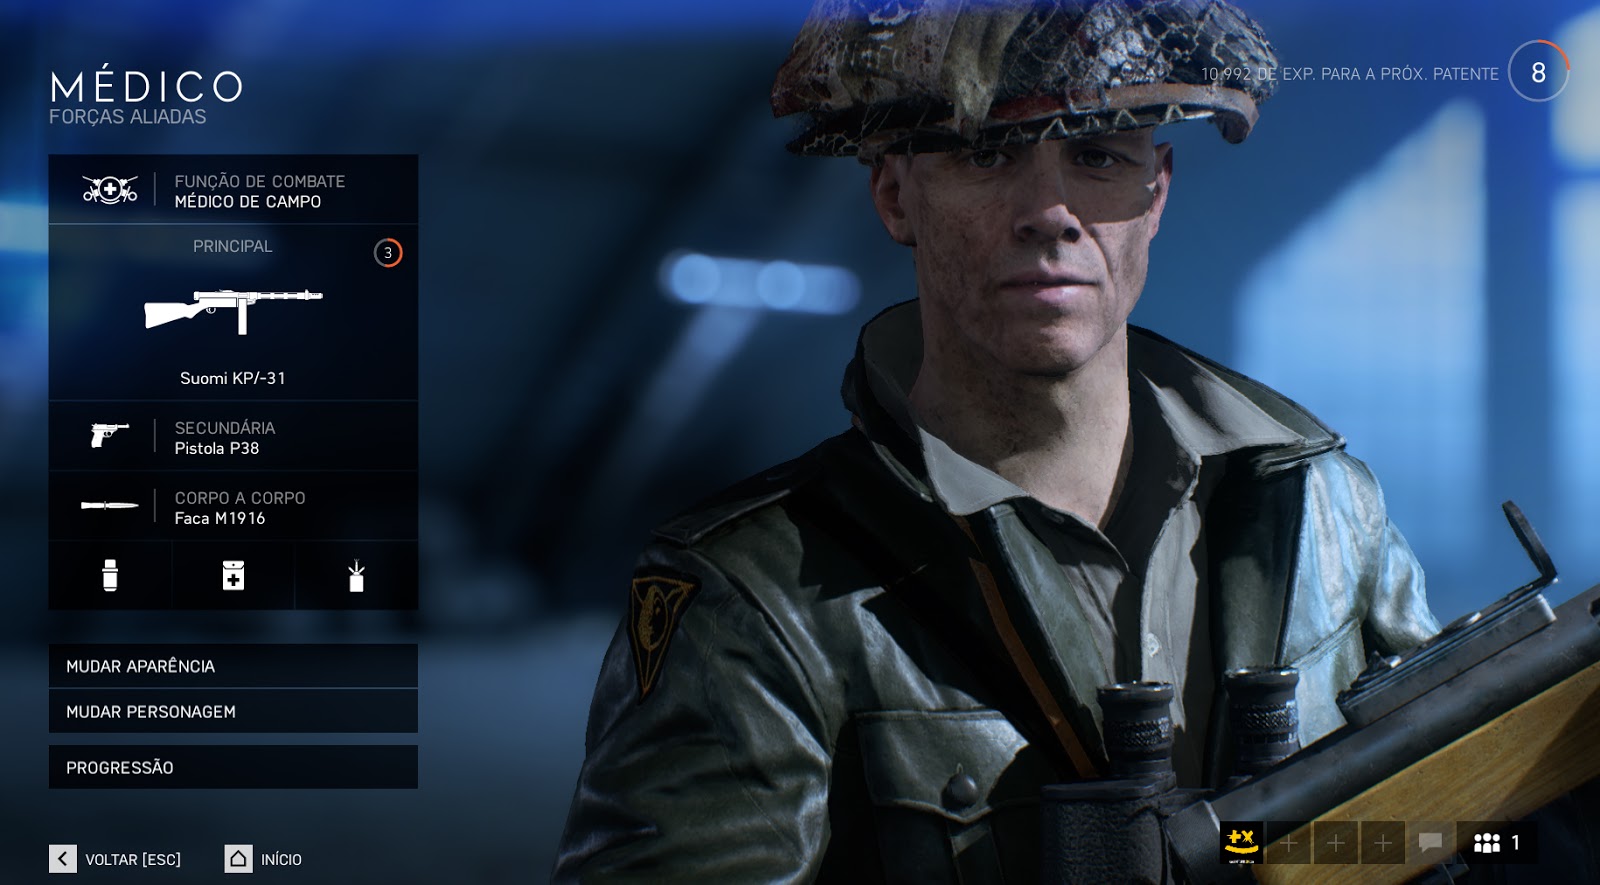 MÉDICO
FORÇAS ALIADAS
10.992 DE EXP. PARA A PRÓX. PATENTE
8
FUNÇÃO DE COMBATE
MÉDICO DE CAMPO
PRINCIPAL
3
Suomi KP/-31
SECUNDÁRIA
Pistola P38
CORPO A CORPO
Faca M1916
MUDAR APARÊNCIA
MUDAR PERSONAGEM
PROGRESSÃO
VOLTAR [ESC]
INÍCIO
1